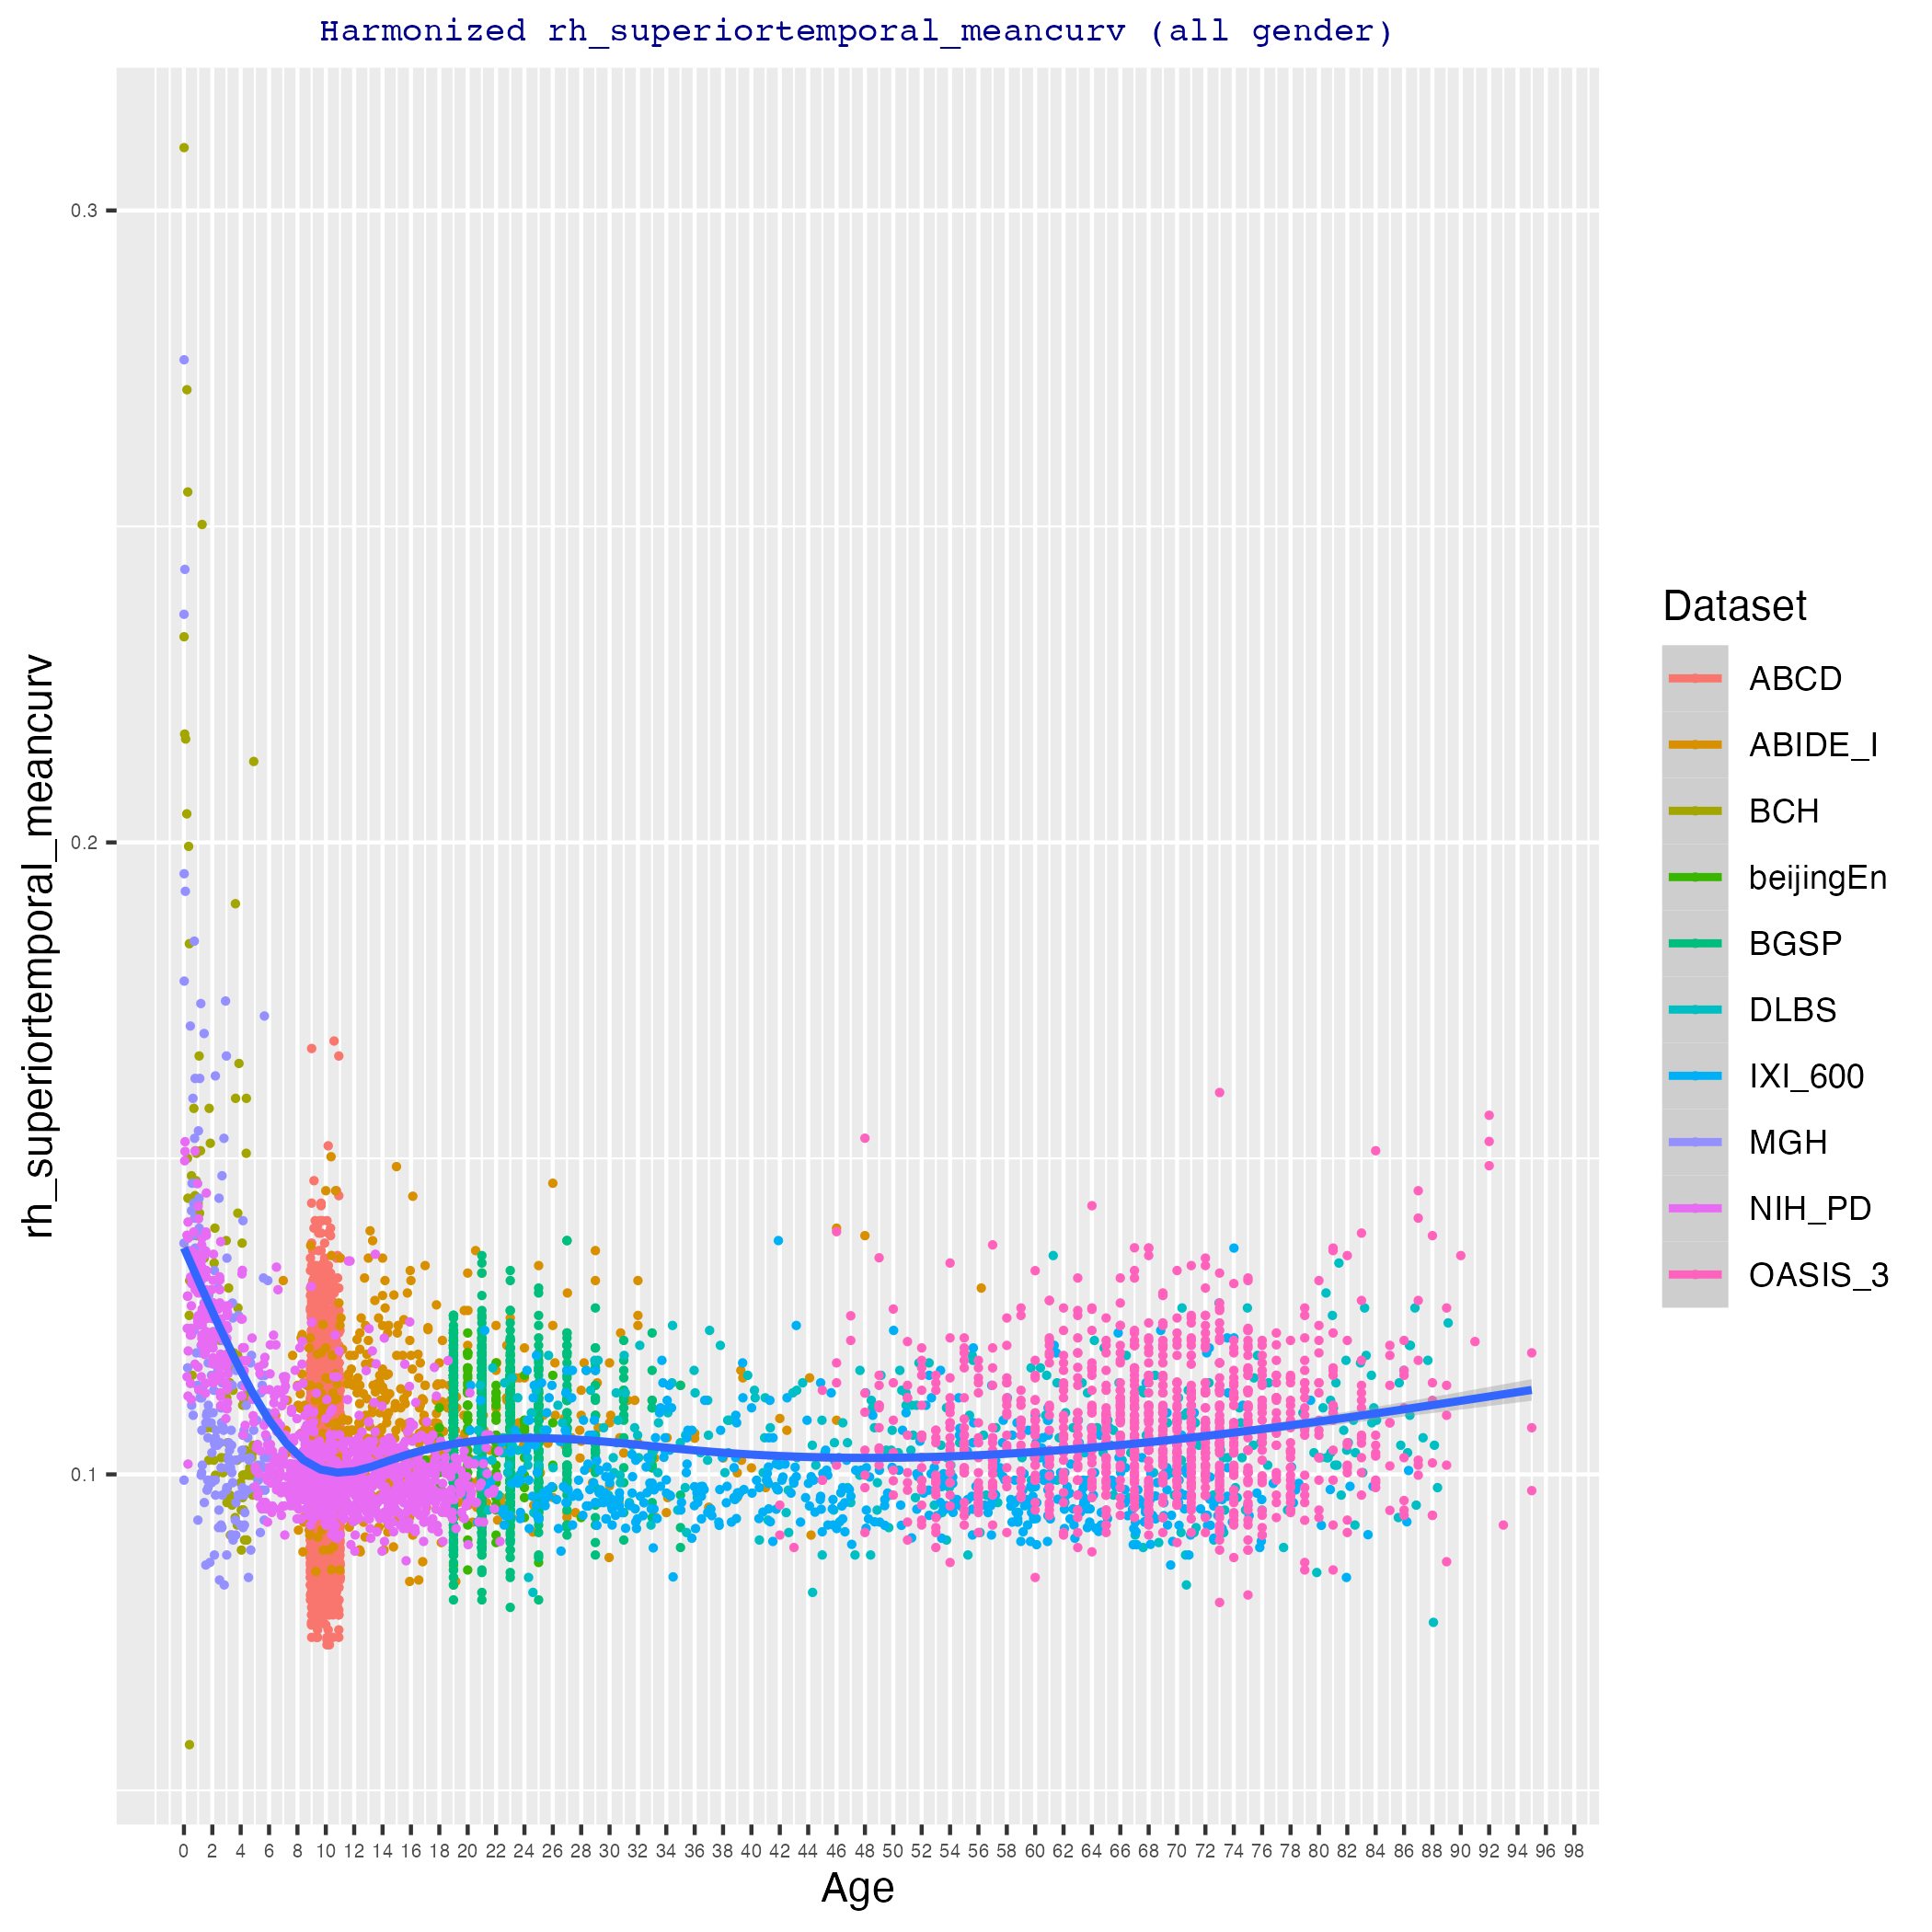 Harmonized rh_superiortemporal_meancurv (all gender)
rh_superiortemporal_meancurv
0.3
0.2
0.1
0 2 4 6 8 10 12 14 16 18 20 22 24 26 28 30 32 34 36 38 40 42 44 46 48 50 52 54 56 58 60 62 64 66 68 70 72 74 76 78 80 82 84 86 88 90 92 94 96 98
Age
Dataset
ABCD
ABIDE_I
BCH
beijingEn
BGSP
DLBS
IXI_600
MGH
NIH_PD
OASIS_3